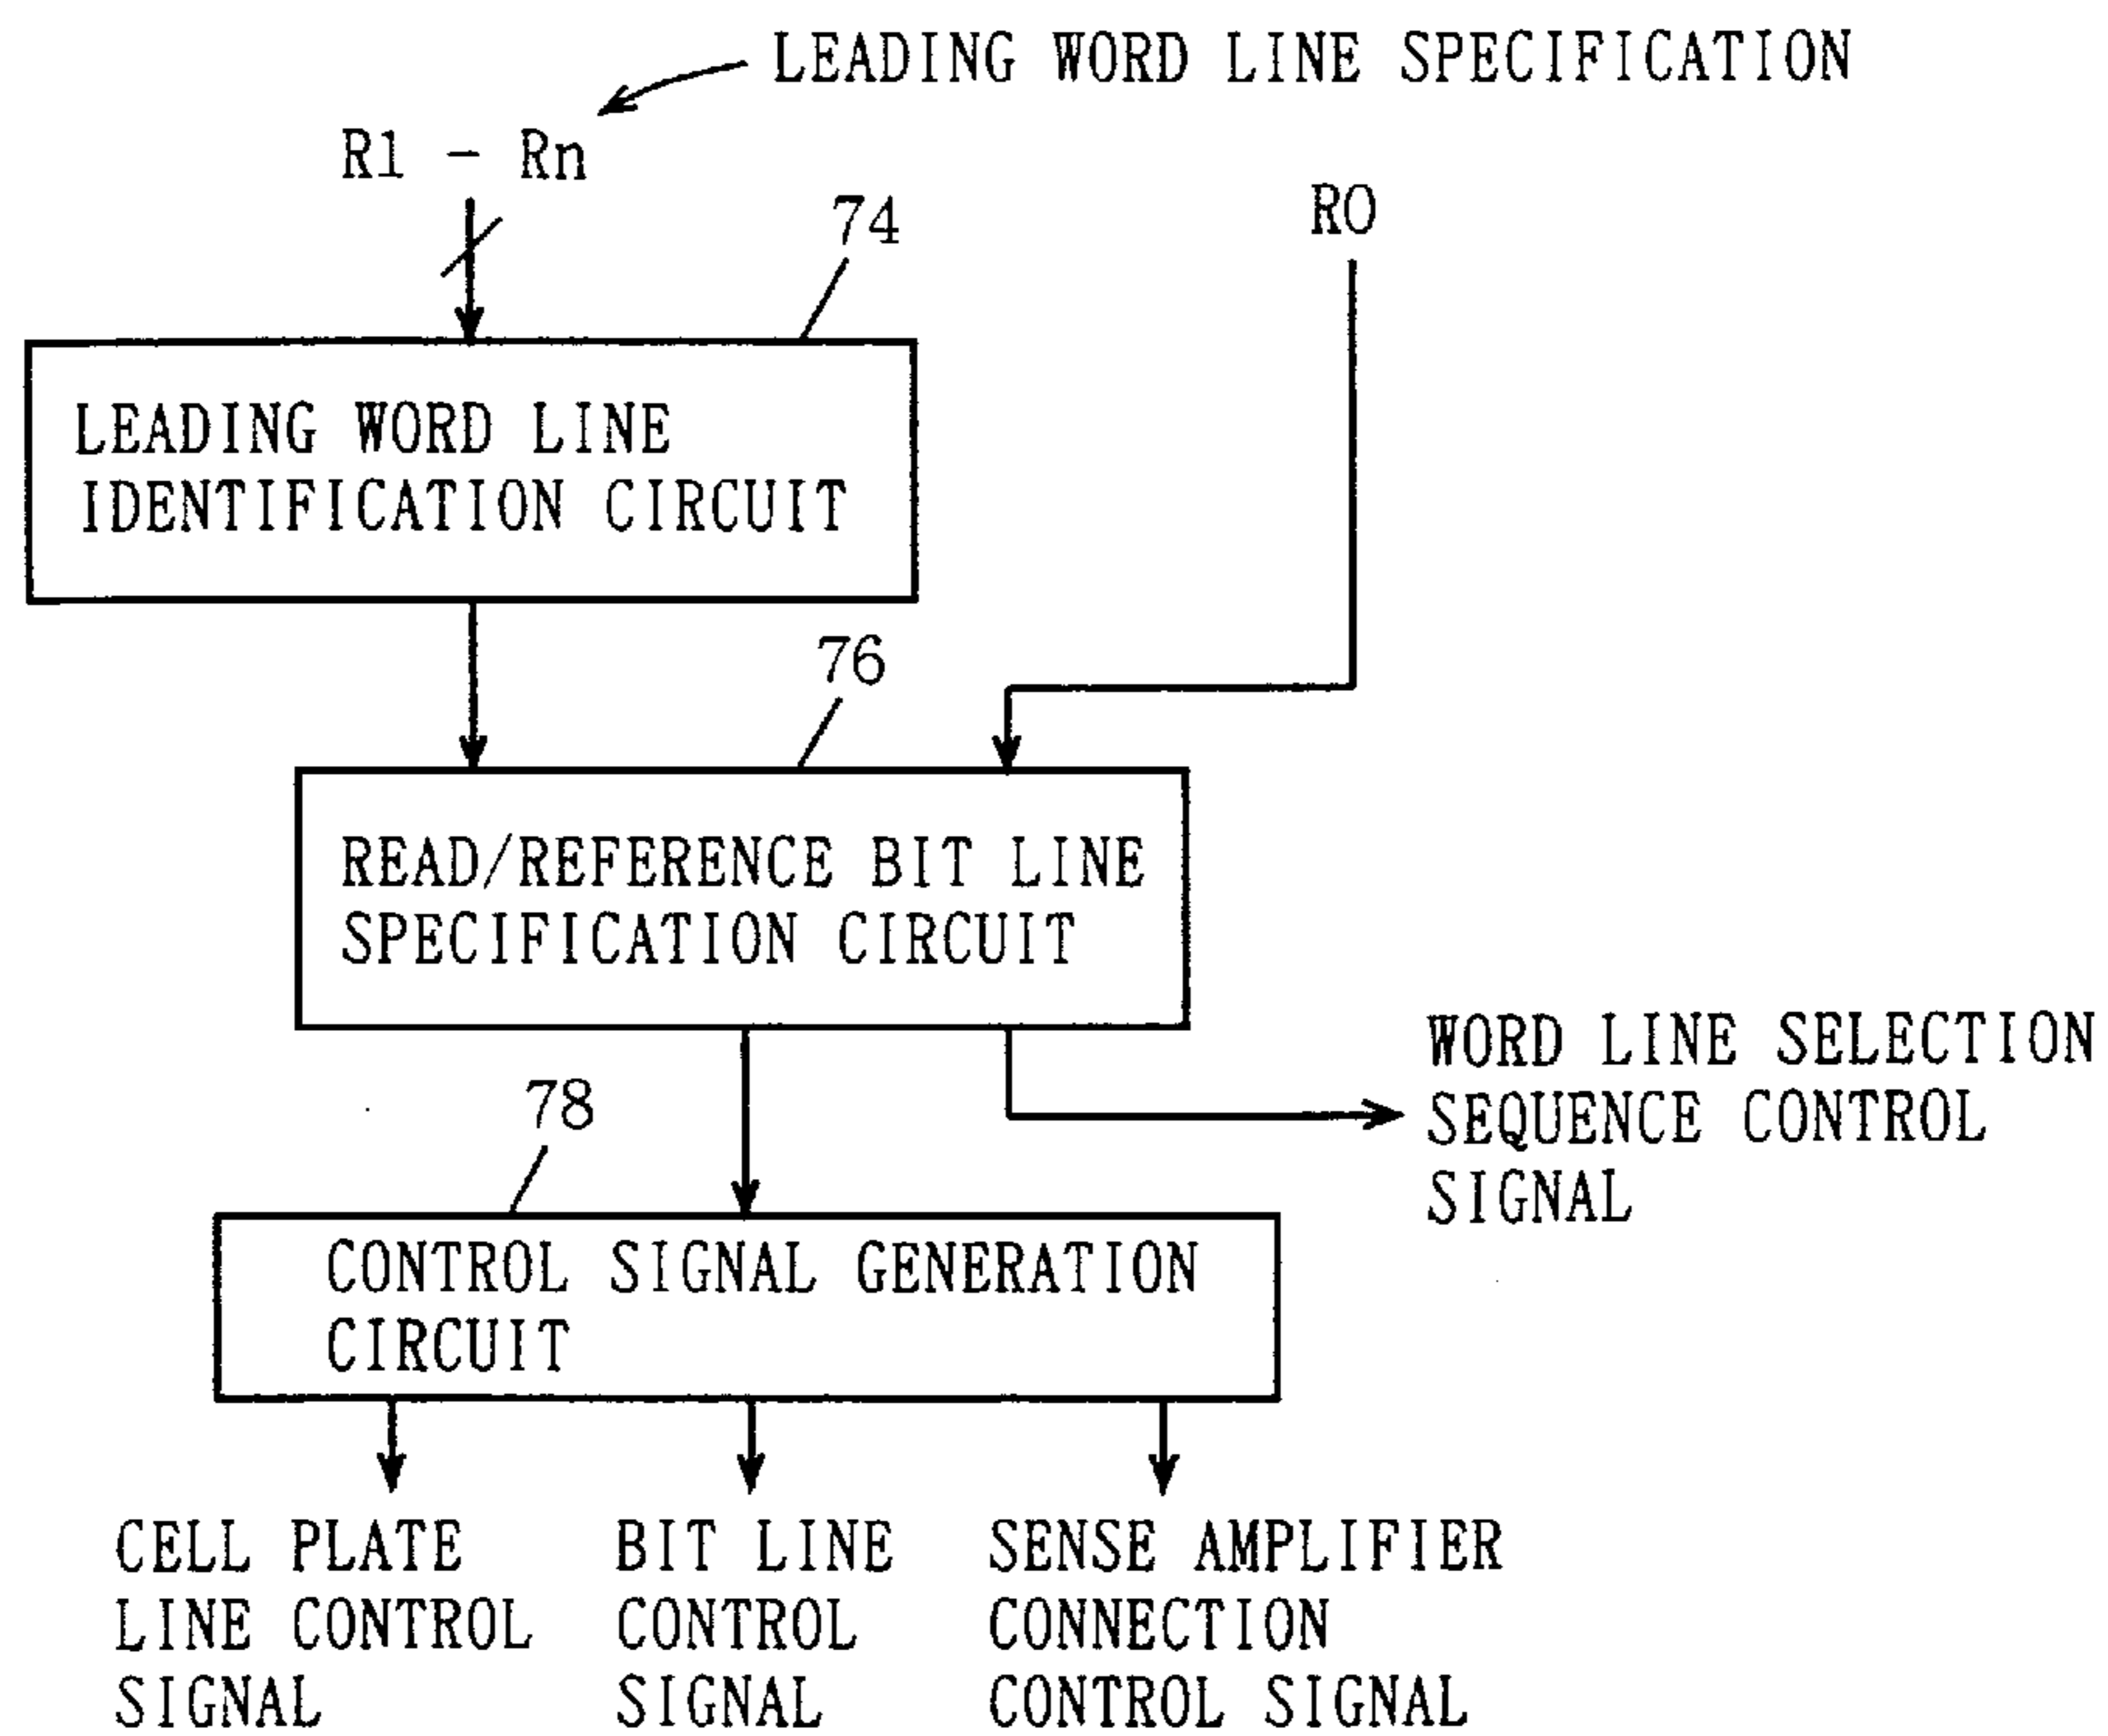 LEADING WORD LINE SPECIFICATION
R1 - Rn
74
R0
LEADING WORD LINE
IDENTIFICATION CIRCUIT
76
READ/REFERENCE BIT LINE
SPECIFICATION CIRCUIT
WORD LINE SELECTION
SEQUENCE CONTROL
SIGNAL
78
CONTROL SIGNAL GENERATION
CIRCUIT
CELL PLATE
LINE CONTROL
SIGNAL
BIT LINE
CONTROL
SIGNAL
SENSE AMPLIFIER
CONNECTION
CONTROL SIGNAL